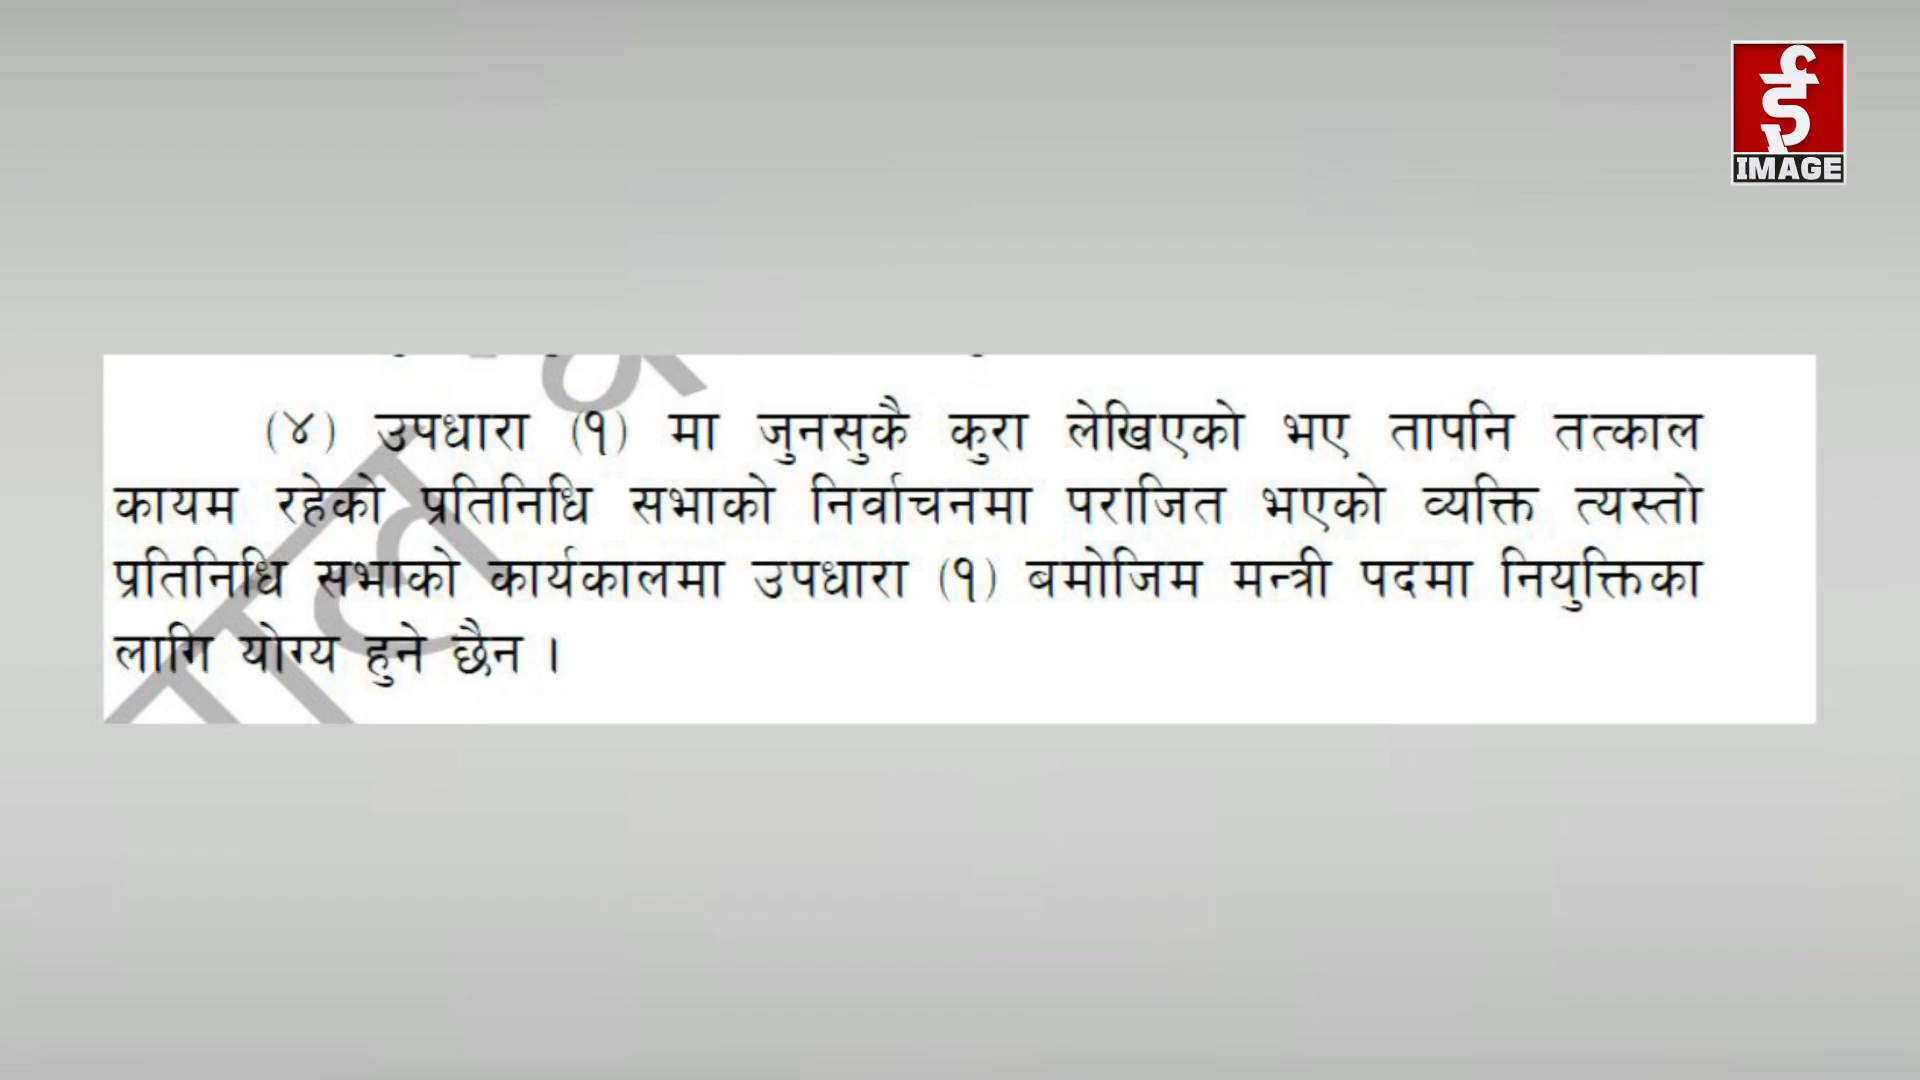 ई
IMAGE
(४) उपधारा (१) मा जुनसुकै कुरा लेखिएको भए तापनि तत्काल
कायम रहेको प्रतिनिधि सभाको निर्वाचनमा पराजित भएको व्यक्ति त्यस्तो
प्रतिनिधि सभाको कार्यकालमा उपधारा (१) बमोजिम मन्त्री पदमा नियुक्तिका
लागि योग्य हुने छैन ।